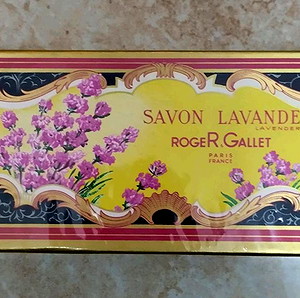 SAVON LAVANDE
LAVENDER
ROGER & GALLET
PARIS
FRANCE